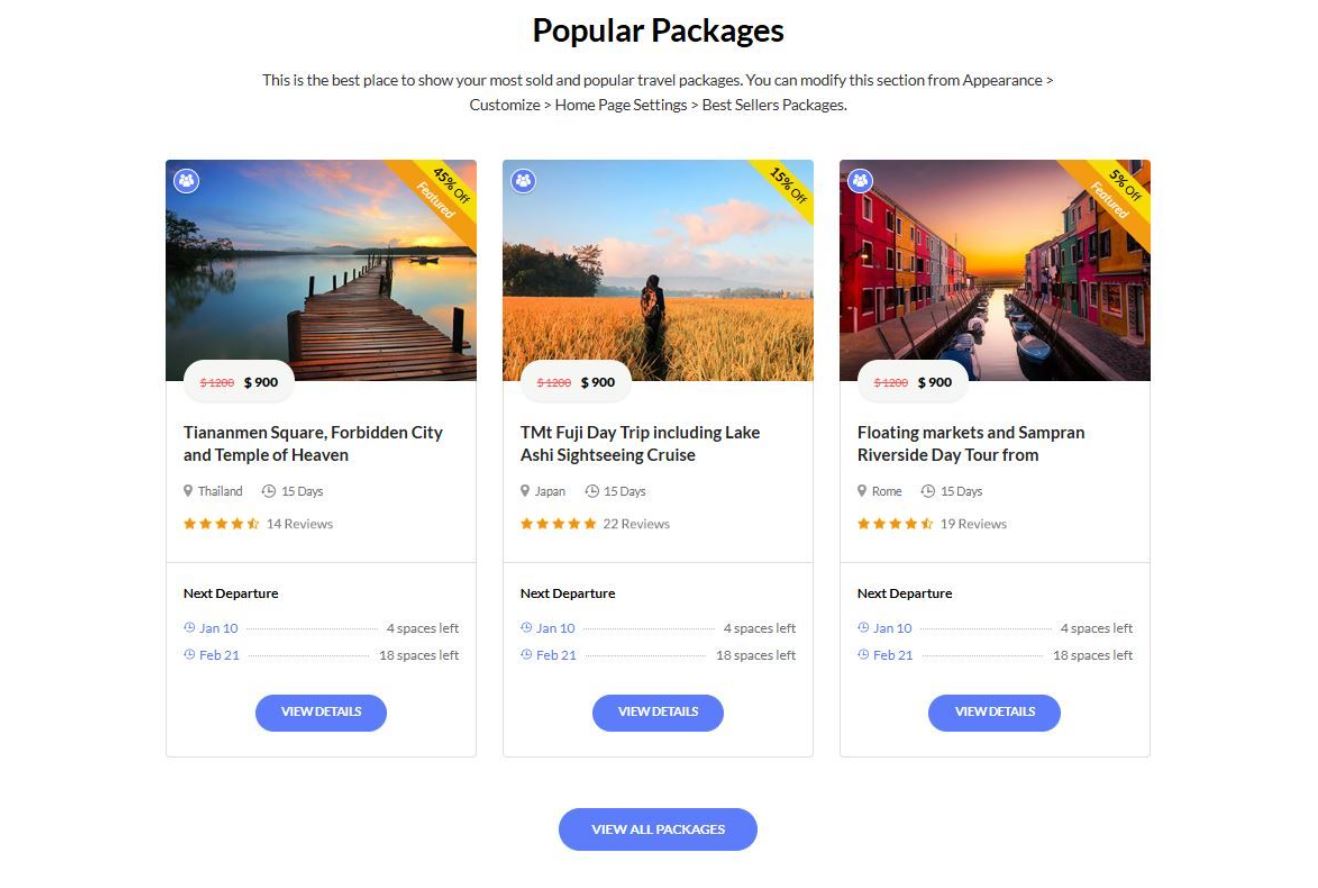 Popular Packages
This is the best place to show your most sold and popular travel packages. You can modify this section from Appearance >
Customize > Home Page Settings > Best Sellers Packages.
45% Off
Featured
$ 1200 $ 900
Tiananmen Square, Forbidden City
and Temple of Heaven
Thailand 15 Days
14 Reviews
Next Departure
Jan 10 4 spaces left
Feb 21 18 spaces left
VIEW DETAILS
15% Off
$ 1200 $ 900
TMt Fuji Day Trip including Lake
Ashi Sightseeing Cruise
Japan 15 Days
22 Reviews
Next Departure
Jan 10 4 spaces left
Feb 21 18 spaces left
VIEW DETAILS
5% Off
Featured
$ 1200 $ 900
Floating markets and Sampran
Riverside Day Tour from
Rome 15 Days
19 Reviews
Next Departure
Jan 10 4 spaces left
Feb 21 18 spaces left
VIEW DETAILS
VIEW ALL PACKAGES